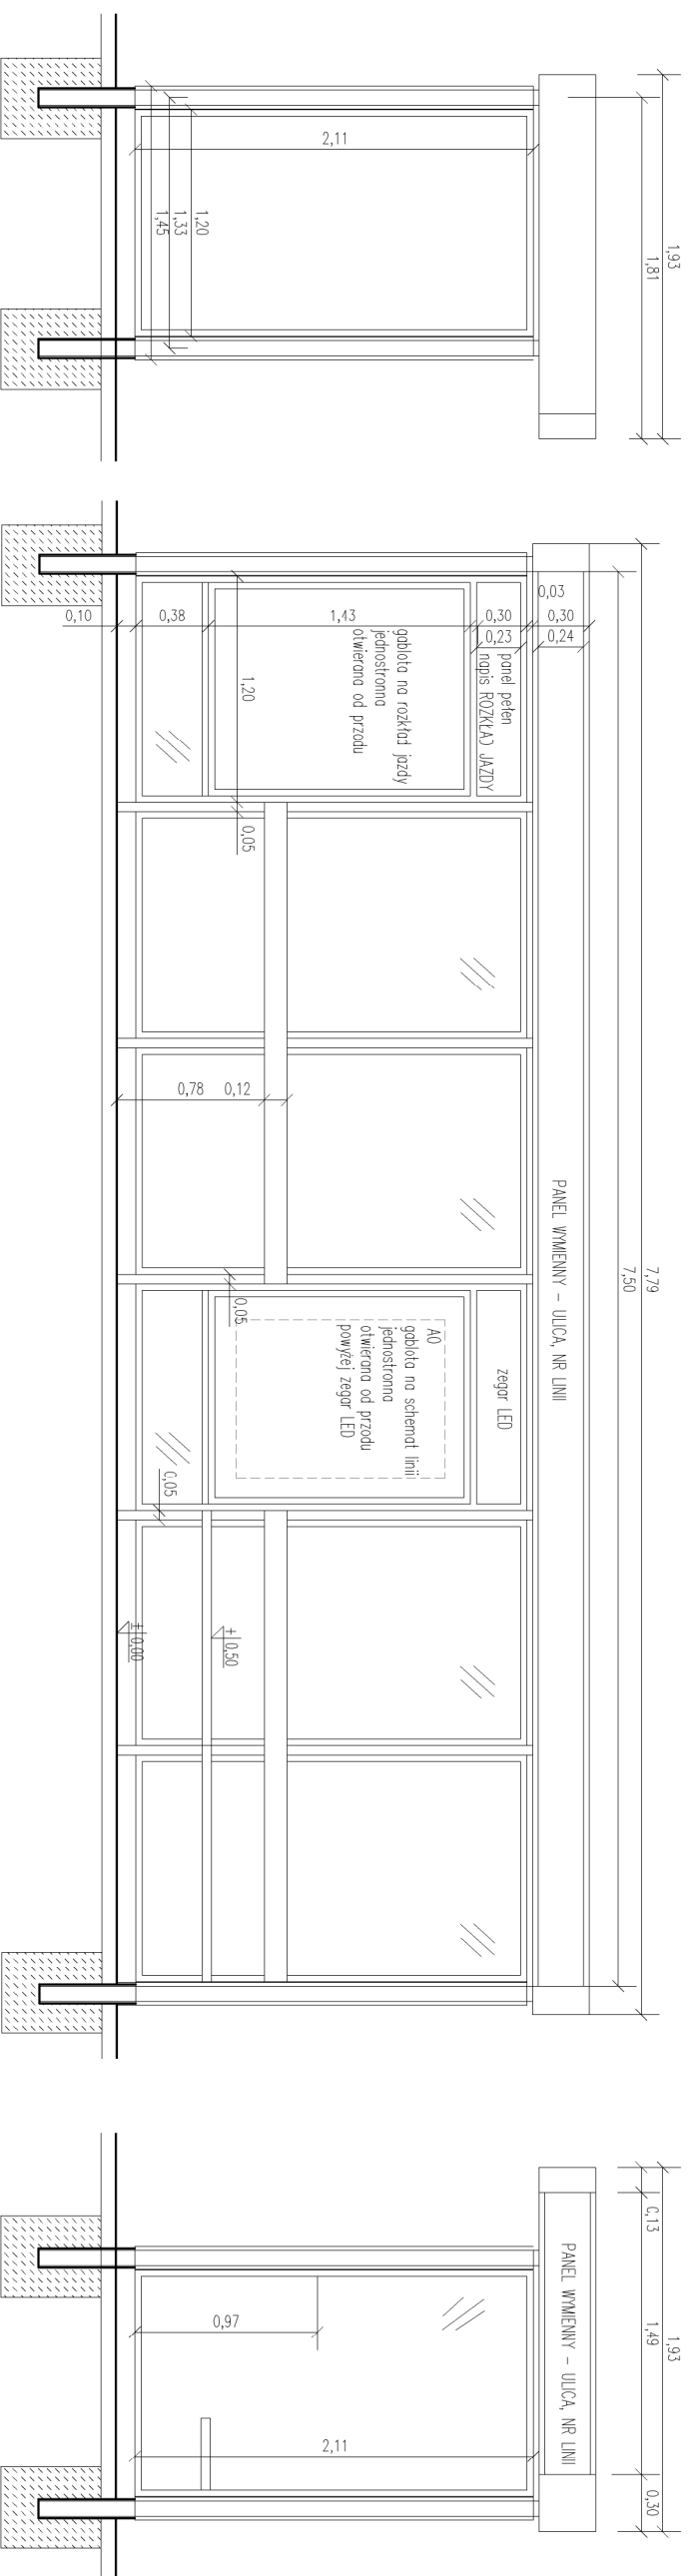 1,93
1,81
2,11
1,20
1,33
1,45
7,79
7,50
0,03
0,10
0,38
1,43
0,30
0,30
0,23
0,24
panel pełen
napis ROZKŁAJ JAZDY
gablota na rozkład jazdy
jednostronna
otwierana od przodu
1,20
0,05
0,78
0,12
PANEL WYMIENNY – ULICA, NR LINII
0,05
zegar LED
A0
gablota na schemat linii
jednostronna
otwierana od przodu
powyżej zegar LED
0,05
± 0,00
+ 0,50
1,93
0,13
1,49
0,30
PANEL WYMIENNY – ULICA, NR LINII
0,97
2,11